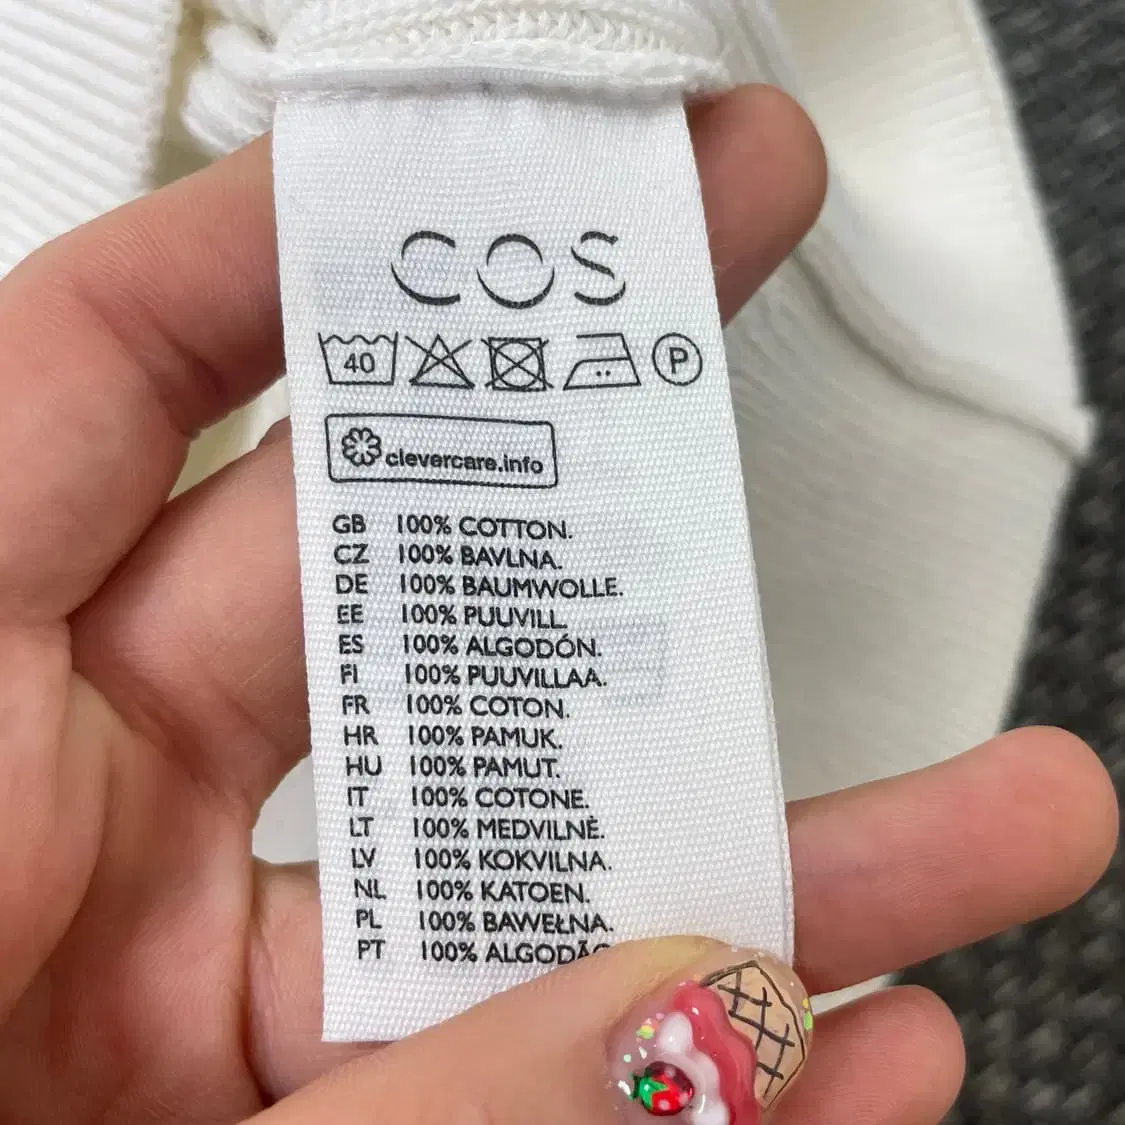 COS
40 P
clevercare.info
GB 100% COTTON.
CZ 100% BAVLNA.
DE 100% BAUMWOLLE.
EE 100% PUUVILL.
ES 100% ALGODÓN.
FI 100% PUUVILLAA.
FR 100% COTON.
HR 100% PAMUK.
HU 100% PAMUT.
IT 100% COTONE.
LT 100% MEDVILNĖ.
LV 100% KOKVILNA.
NL 100% KATOEN.
PL 100% BAWEŁNA.
PT 100%